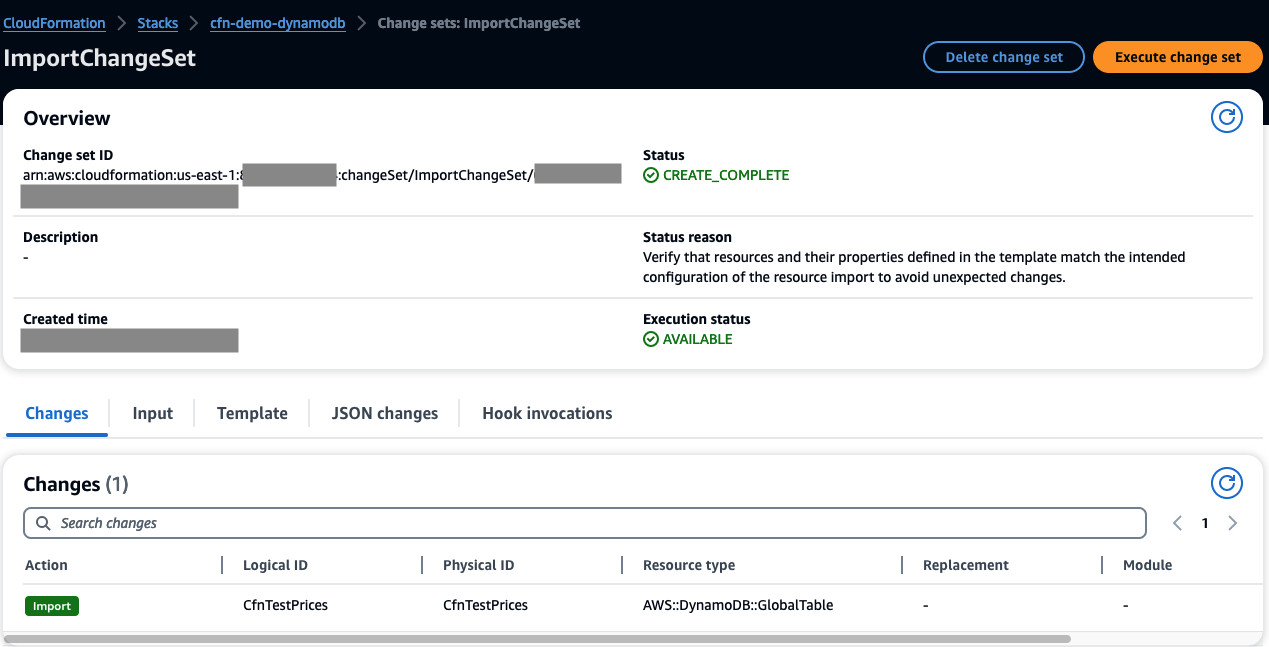 CloudFormation > Stacks > cfn-demo-dynamodb > Change sets: ImportChangeSet
ImportChangeSet
Delete change set
Execute change set
Overview
Change set ID
arn:aws:cloudformation:us-east-1: :changeSet/ImportChangeSet/
Status
CREATE_COMPLETE
Description
-
Status reason
Verify that resources and their properties defined in the template match the intended
configuration of the resource import to avoid unexpected changes.
Created time
Execution status
AVAILABLE
Changes
Input
Template
JSON changes
Hook invocations
Changes (1)
Search changes
< 1 >
Action Logical ID Physical ID Resource type Replacement Module
Import CfnTestPrices CfnTestPrices AWS::DynamoDB::GlobalTable - -